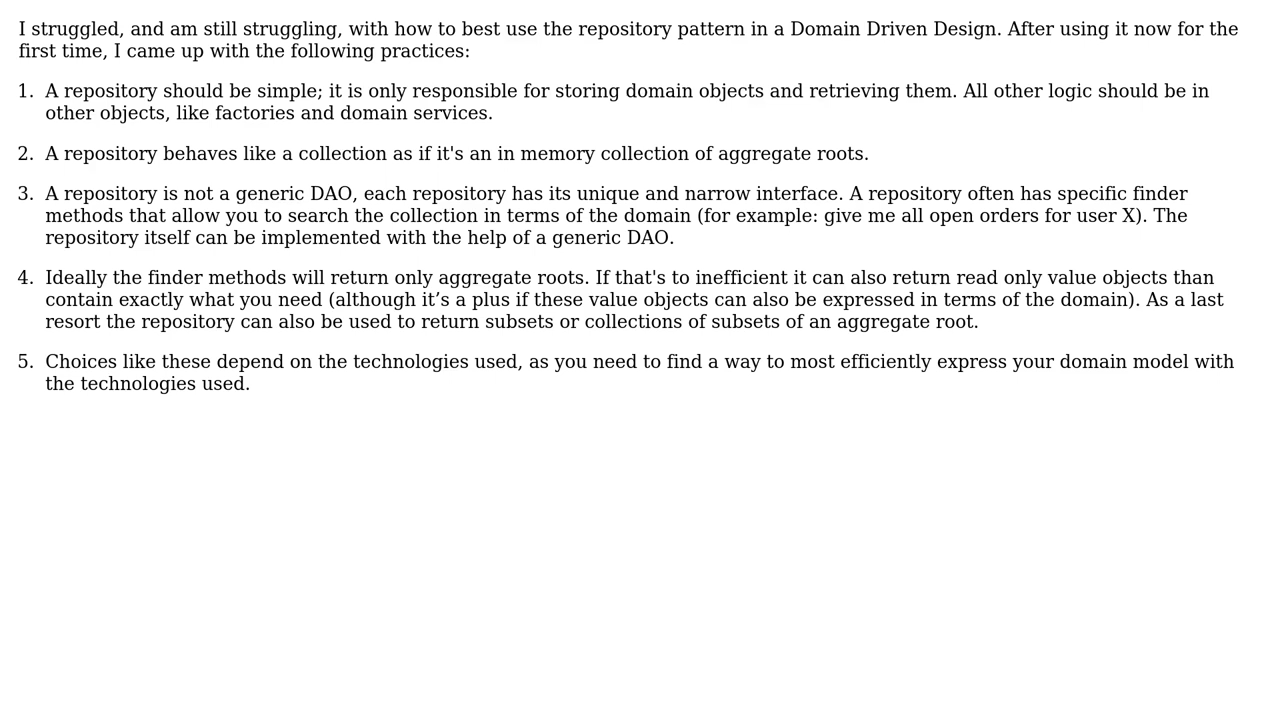 I struggled, and am still struggling, with how to best use the repository pattern in a Domain Driven Design. After using it now for the
first time, I came up with the following practices:
1. A repository should be simple; it is only responsible for storing domain objects and retrieving them. All other logic should be in
other objects, like factories and domain services.
2. A repository behaves like a collection as if it's an in memory collection of aggregate roots.
3. A repository is not a generic DAO, each repository has its unique and narrow interface. A repository often has specific finder
methods that allow you to search the collection in terms of the domain (for example: give me all open orders for user X). The
repository itself can be implemented with the help of a generic DAO.
4. Ideally the finder methods will return only aggregate roots. If that's to inefficient it can also return read only value objects than
contain exactly what you need (although it’s a plus if these value objects can also be expressed in terms of the domain). As a last
resort the repository can also be used to return subsets or collections of subsets of an aggregate root.
5. Choices like these depend on the technologies used, as you need to find a way to most efficiently express your domain model with
the technologies used.